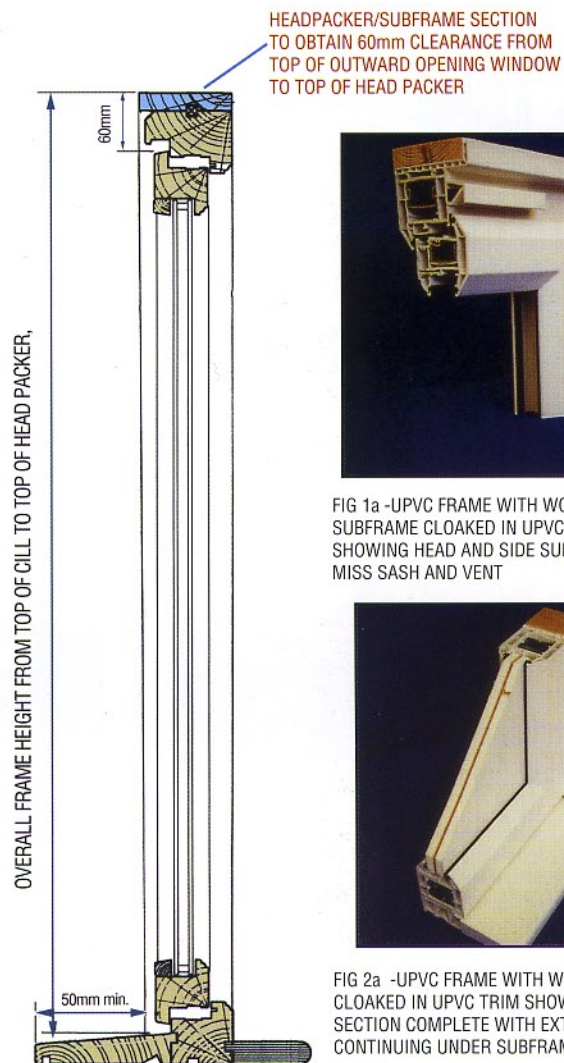 HEADPACKER/SUBFRAME SECTION
TO OBTAIN 60mm CLEARANCE FROM
TOP OF OUTWARD OPENING WINDOW
TO TOP OF HEAD PACKER
60mm
OVERALL FRAME HEIGHT FROM TOP OF CILL TO TOP OF HEAD PACKER,
FIG 1a -UPVC FRAME WITH
SUBFRAME CLOAKED IN UPVC
SHOWING HEAD AND SIDE
MISS SASH AND VENT
50mm min.
FIG 2a -UPVC FRAME WITH
CLOAKED IN UPVC TRIM
SECTION COMPLETE WITH
CONTINUING UNDER